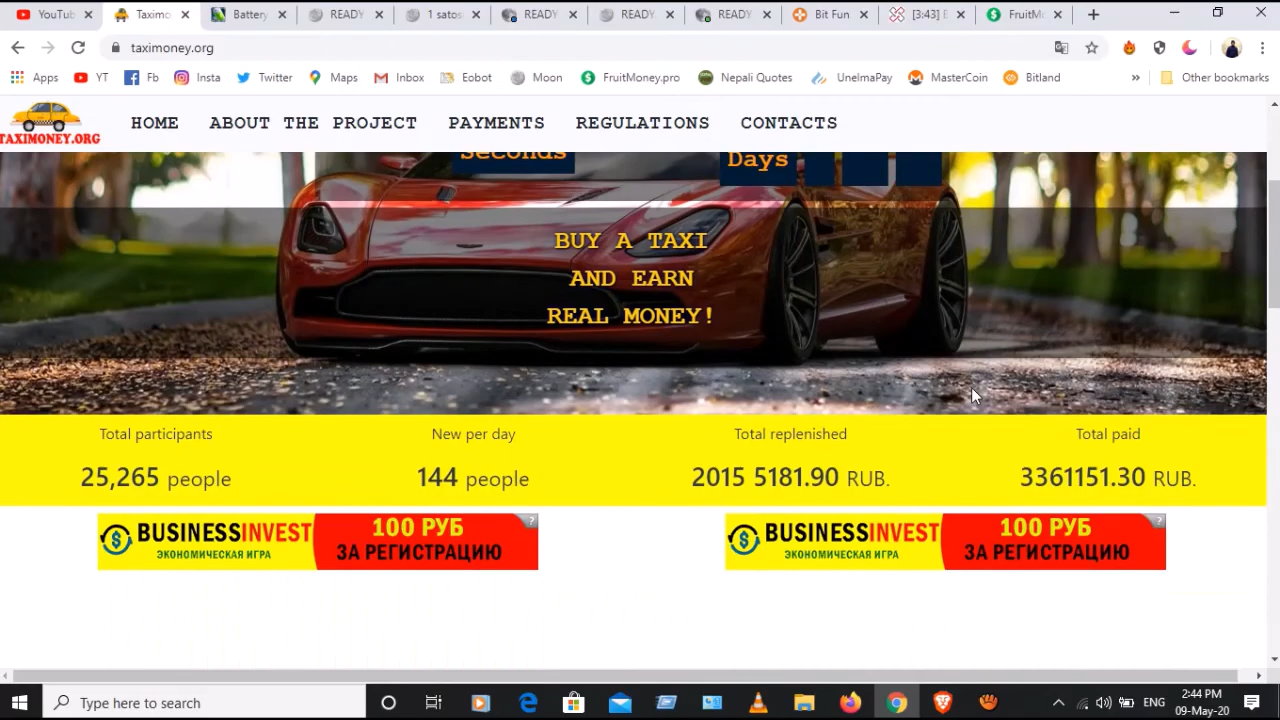 YouTub
Taximo
Battery
READY
1 satos
READY
READY
READY
Bit Fun
[3:43] E
FruitMo
taximoney.org
Apps
YT
Fb
Insta
Twitter
Maps
Inbox
Eobot
Moon
FruitMoney.pro
Nepali Quotes
UnelmaPay
MasterCoin
Bitland
»
Other bookmarks
TAXIMONEY.ORG
HOME
ABOUT THE PROJECT
PAYMENTS
REGULATIONS
CONTACTS
Seconds
Days
BUY A TAXI
AND EARN
REAL MONEY!
Total participants
New per day
Total replenished
Total paid
25,265 people
144 people
2015 5181.90 RUB.
3361151.30 RUB.
BUSINESSINVEST
ЭКОНОМИЧЕСКАЯ ИГРА
100 РУБ
ЗА РЕГИСТРАЦИЮ
?
BUSINESSINVEST
ЭКОНОМИЧЕСКАЯ ИГРА
100 РУБ
ЗА РЕГИСТРАЦИЮ
?
Type here to search
ENG
2:44 PM
09-May-20